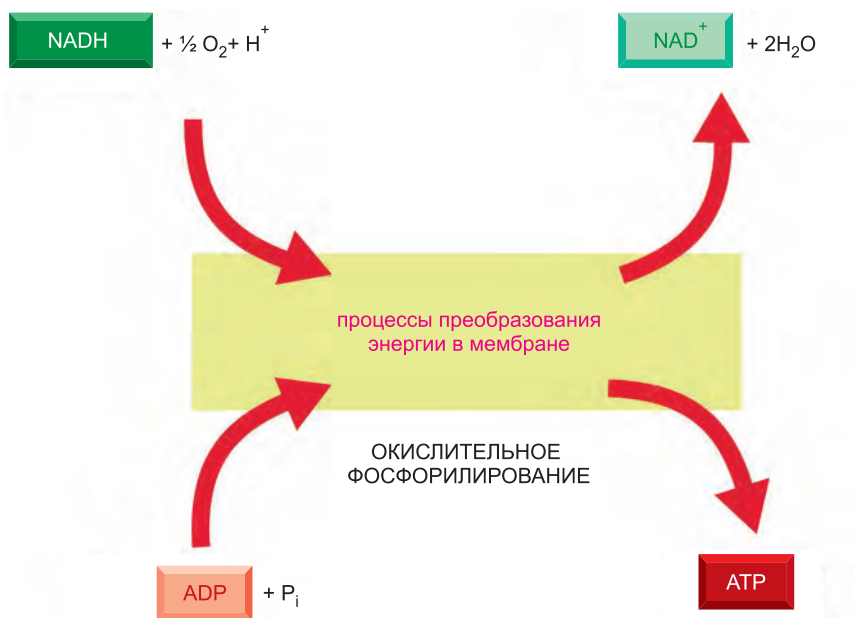 NADH + ½ O₂+ H⁺
NAD⁺ + 2H₂O
процессы преобразования
энергии в мембране
ОКИСЛИТЕЛЬНОЕ
ФОСФОРИЛИРОВАНИЕ
ADP + Pᵢ
ATP